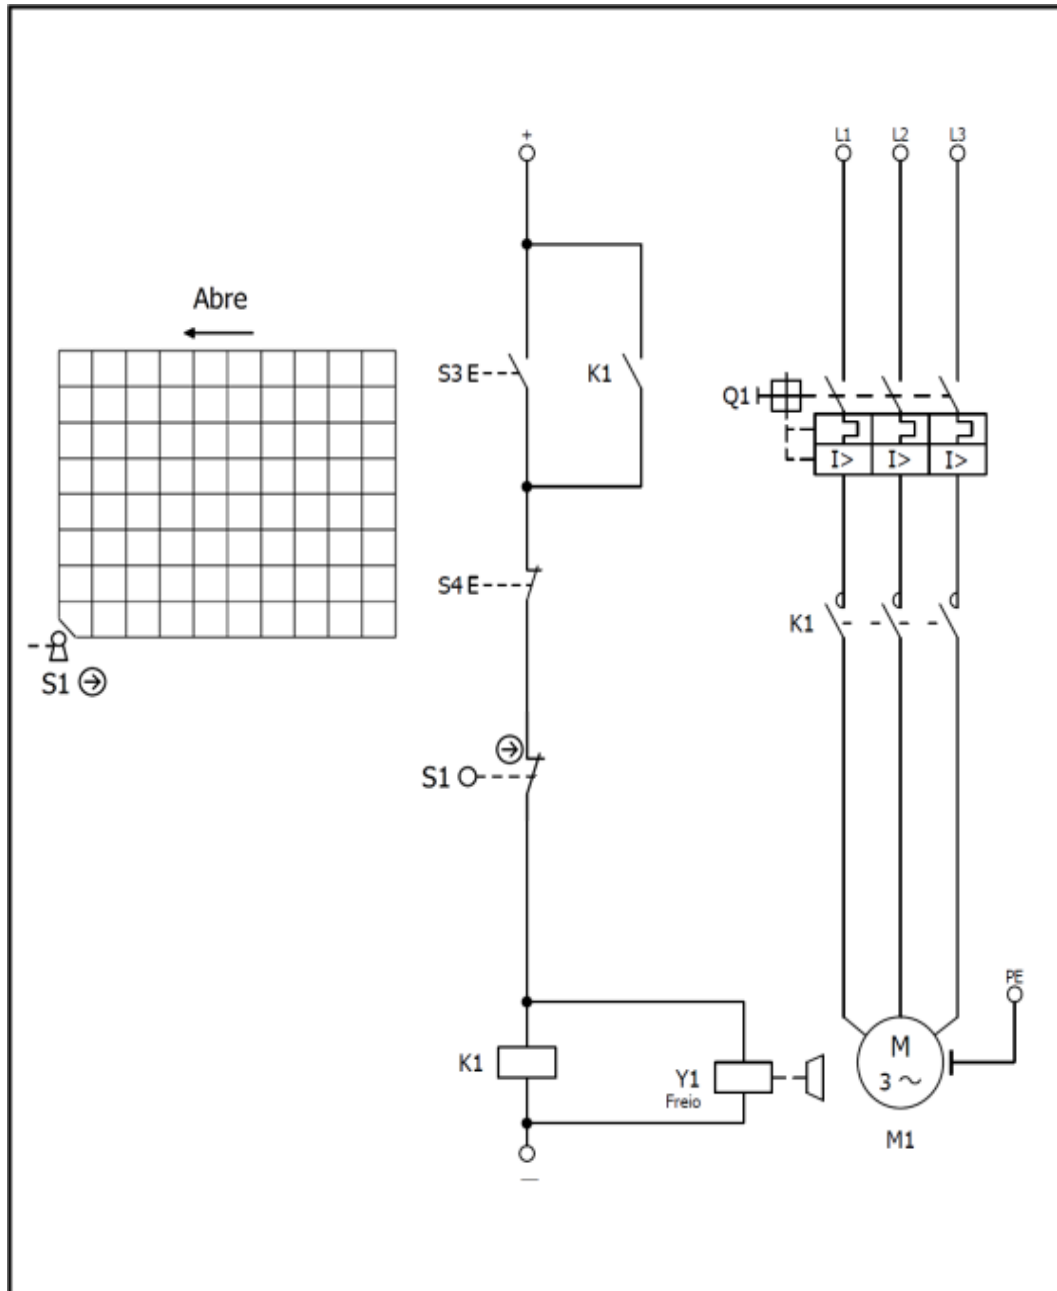 +
L1 L2 L3
Abre
S3 E
K1
Q1
I> I> I>
S4 E
K1
S1
S1
PE
K1
Y1
Freio
M
3 ~
M1
—